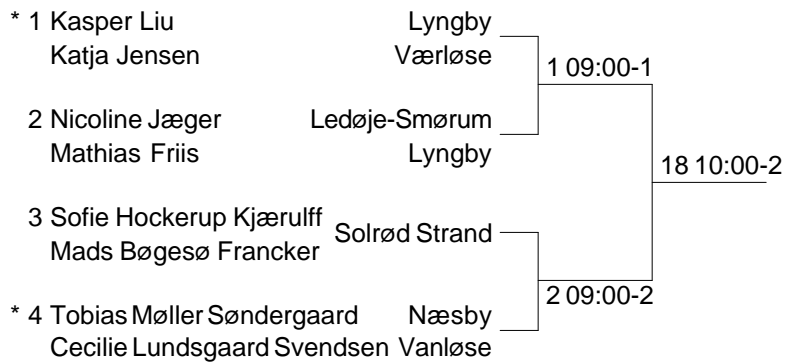 * 1 Kasper Liu Lyngby
Katja Jensen Værløse
1 09:00-1
2 Nicoline Jæger Ledøje-Smørum
Mathias Friis Lyngby
18 10:00-2
3 Sofie Hockerup Kjærulff
Solrød Strand
Mads Bøgesø Francker
2 09:00-2
* 4 Tobias Møller Søndergaard Næsby
Cecilie Lundsgaard Svendsen Vanløse